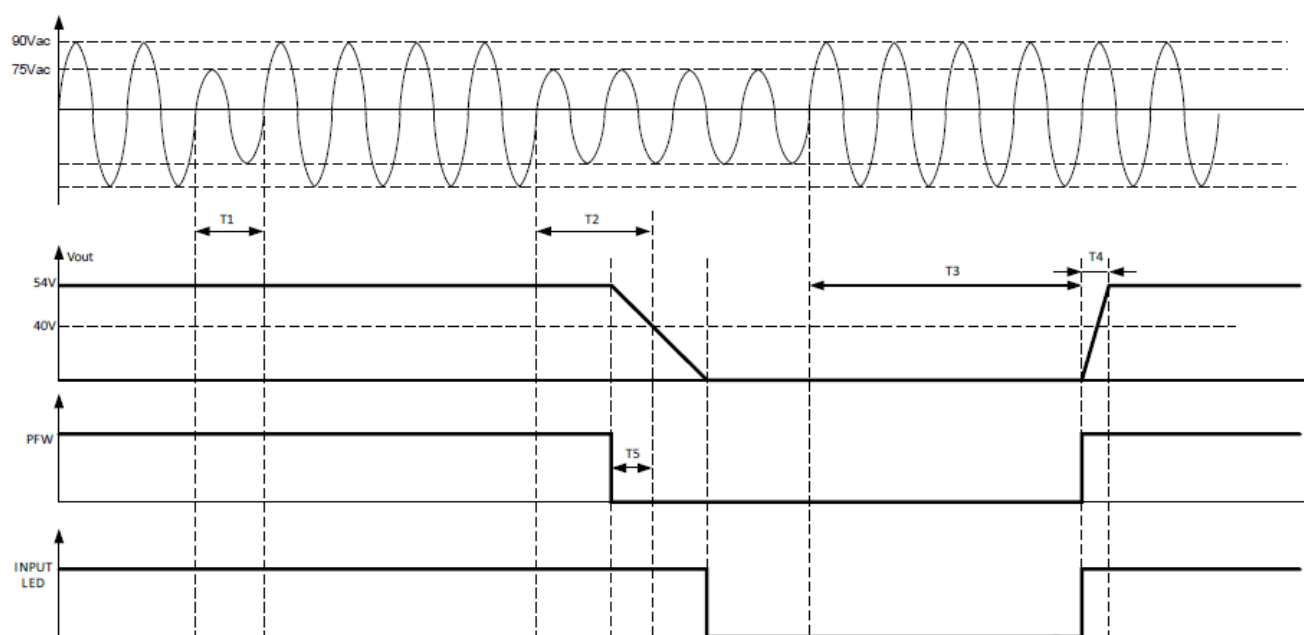 90Vac
75Vac
T1
T2
Vout
T4
T3
54V
40V
PFW
T5
INPUT
LED